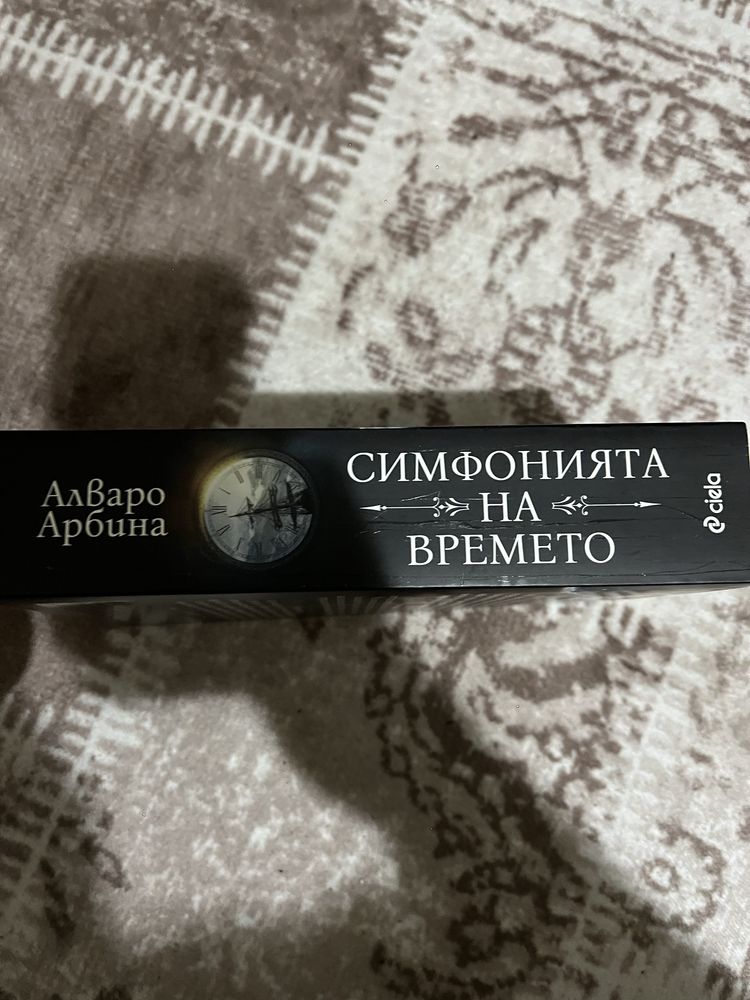 Алваро
Арбина
СИМФОНИЯТА
НА
ВРЕМЕТО
ciela